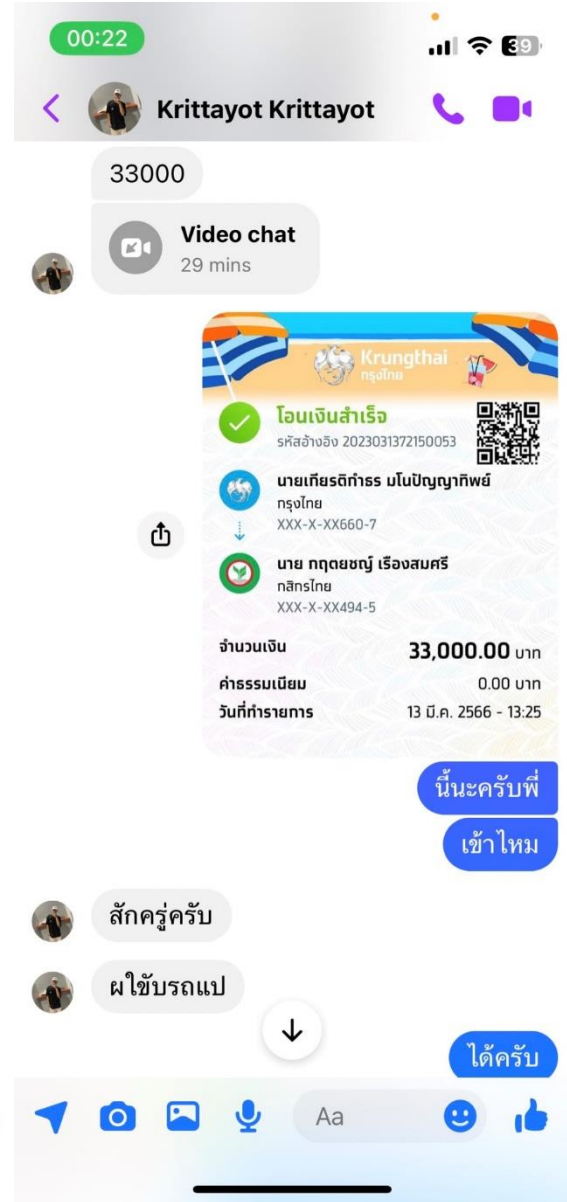 00:22
39
Krittayot Krittayot
33000
Video chat
29 mins
Krungthai
กรุงไทย
โอนเงินสำเร็จ
รหัสอ้างอิง 2023031372150053
นายเกียรติกำธร มโนปัญญาทิพย์
กรุงไทย
XXX-X-XX660-7
นาย กฤตยชญ์ เรืองสมศรี
กสิกรไทย
XXX-X-XX494-5
จำนวนเงิน 33,000.00 บาท
ค่าธรรมเนียม 0.00 บาท
วันที่ทำรายการ 13 มี.ค. 2566 - 13:25
นี้นะครับพี่
เข้าไหม
สักครู่ครับ
ผใขับรถแป
ได้ครับ
Aa